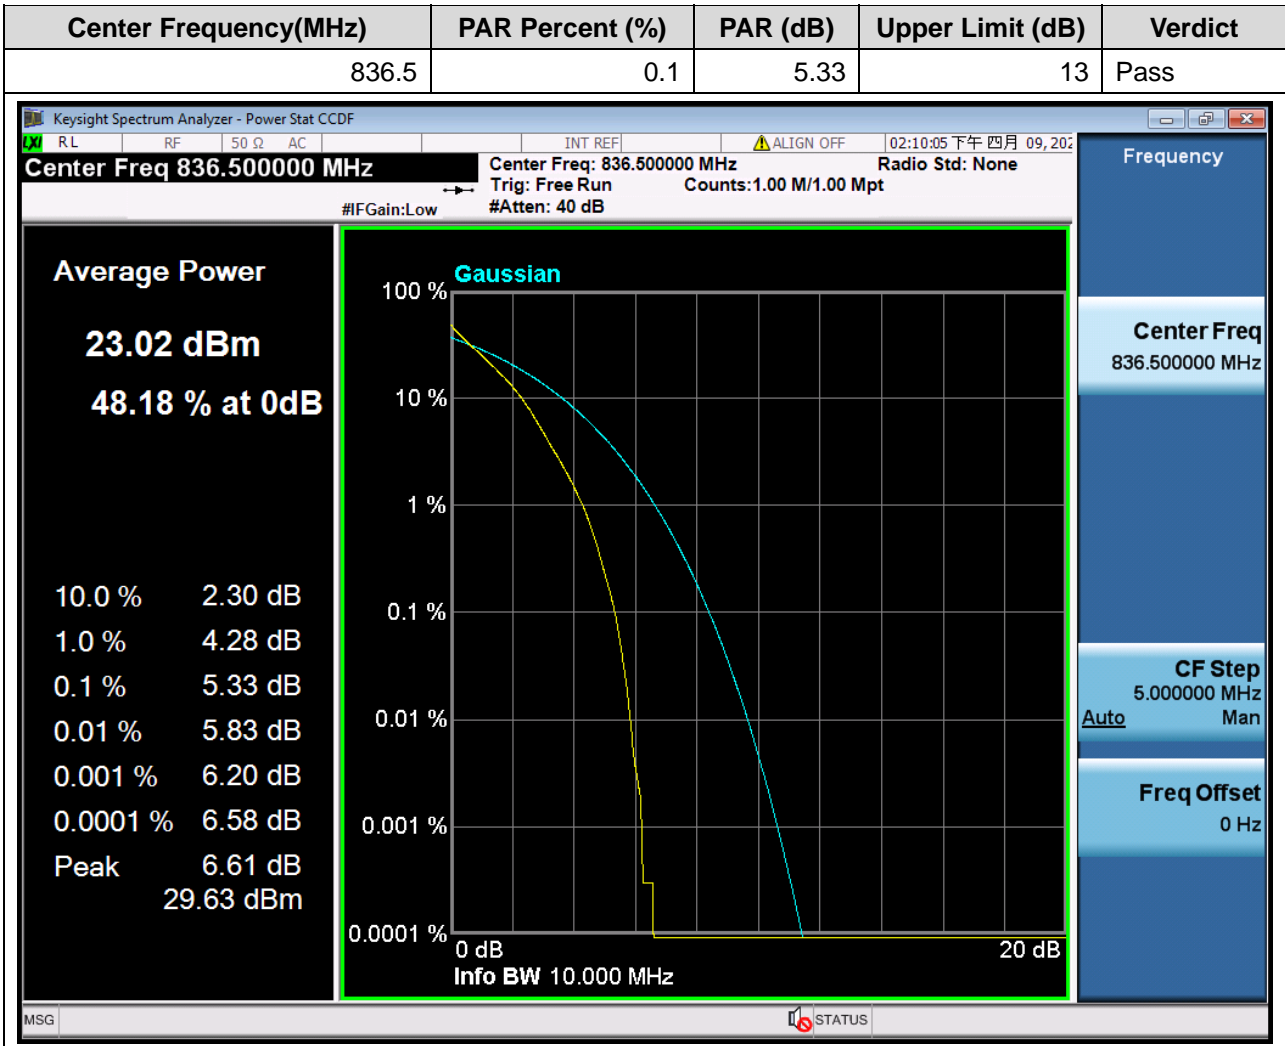 Center Frequency(MHz) PAR Percent (%) PAR (dB) Upper Limit (dB) Verdict
836.5 0.1 5.33 13 Pass
Keysight Spectrum Analyzer - Power Stat CCDF
LXI RL RF 50 Ω AC INT REF ALIGN OFF 02:10:05 下午 四月 09, 202
Center Freq 836.500000 MHz
Center Freq: 836.500000 MHz Radio Std: None
Trig: Free Run Counts:1.00 M/1.00 Mpt
#IFGain:Low #Atten: 40 dB
Frequency
Average Power
23.02 dBm
48.18 % at 0dB
10.0 % 2.30 dB
1.0 % 4.28 dB
0.1 % 5.33 dB
0.01 % 5.83 dB
0.001 % 6.20 dB
0.0001 % 6.58 dB
Peak 6.61 dB
29.63 dBm
Gaussian
100 %
10 %
1 %
0.1 %
0.01 %
0.001 %
0.0001 %
0 dB 20 dB
Info BW 10.000 MHz
Center Freq
836.500000 MHz
CF Step
5.000000 MHz
Auto Man
Freq Offset
0 Hz
MSG STATUS